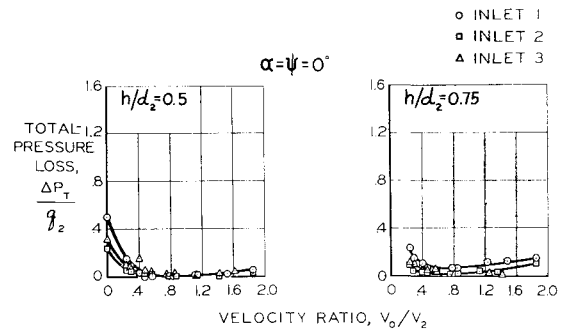 ○ INLET 1
□ INLET 2
△ INLET 3
α=ψ=0°
1.6
h/d₂=0.5
1.2
TOTAL-
PRESSURE
LOSS,
ΔP_T
q₂
.8
.4
0
0 .4 .8 1.2 1.6 2.0
1.6
h/d₂=0.75
1.2
.8
.4
0
0 .4 .8 1.2 1.6 2.0
VELOCITY RATIO, V₀/V₂